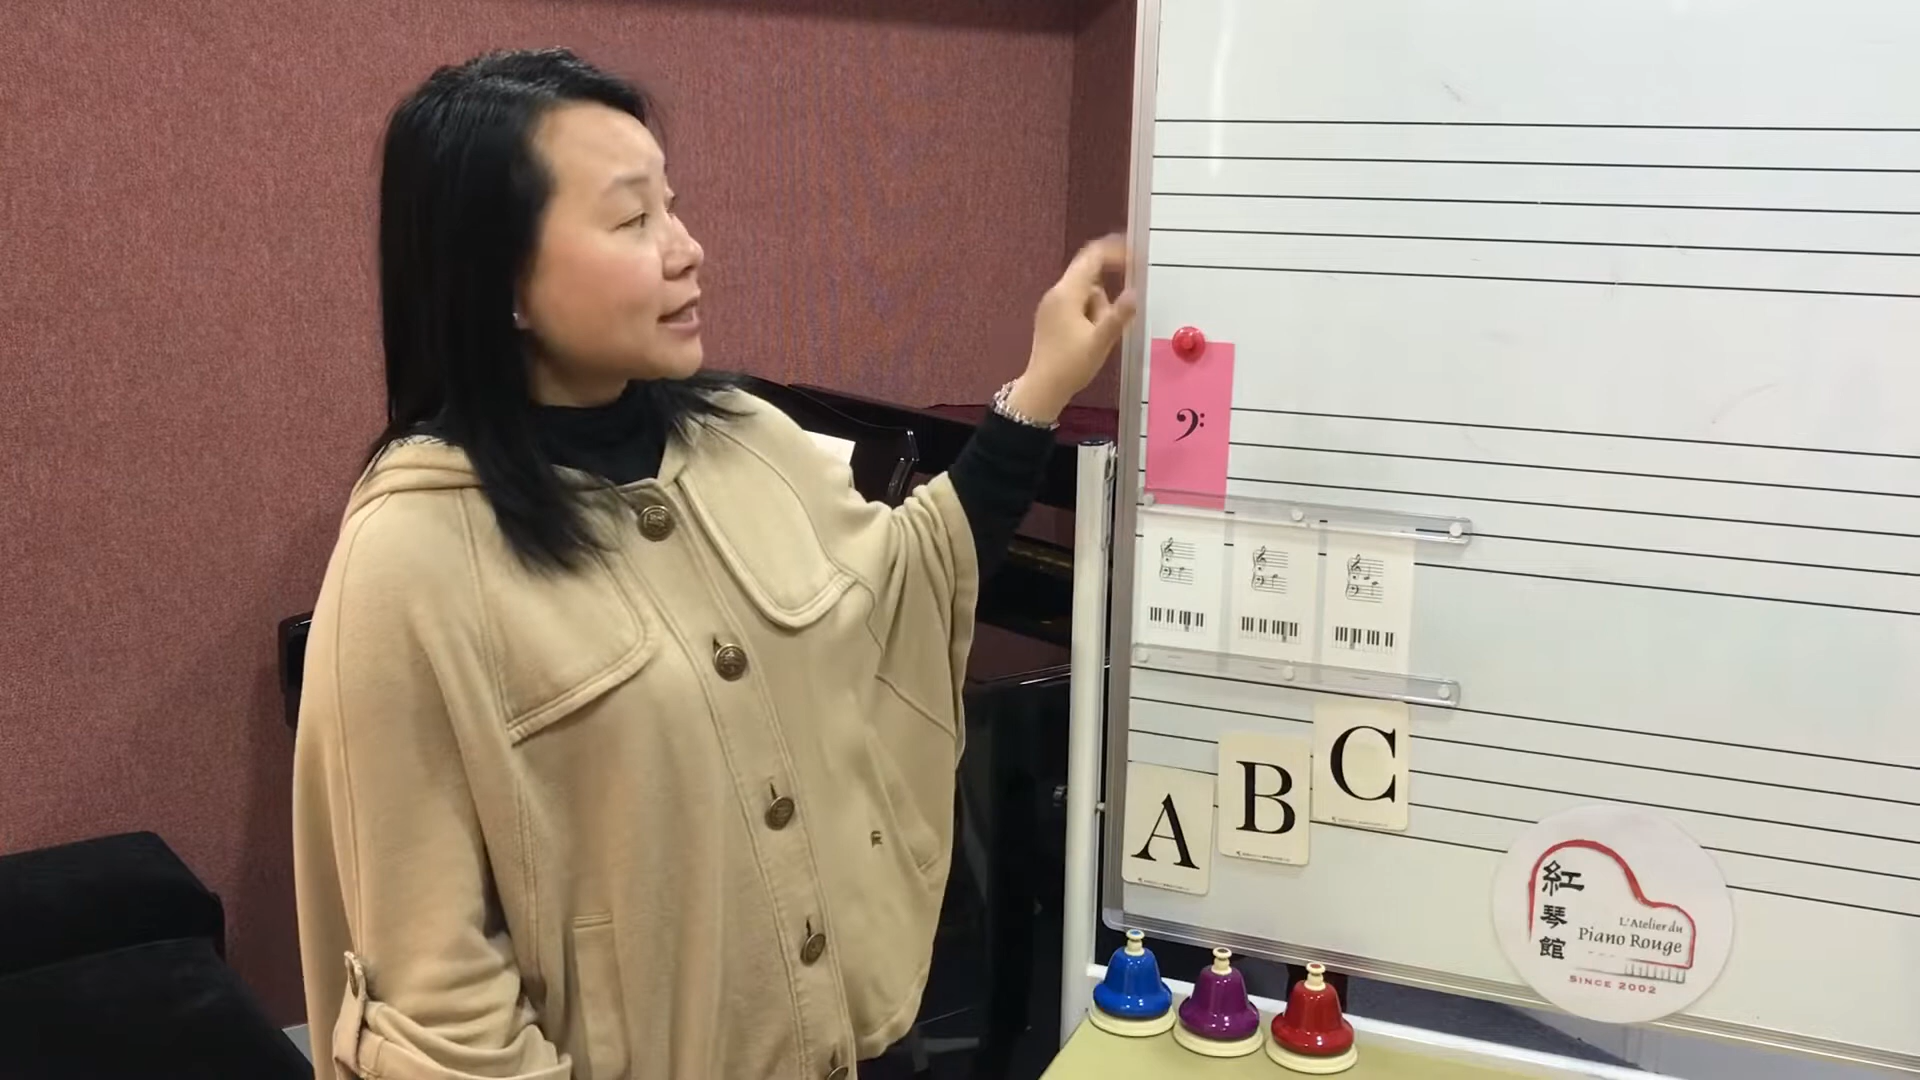 A
B
C
紅
琴
館
L'Atelier du
Piano Rouge
SINCE 2002